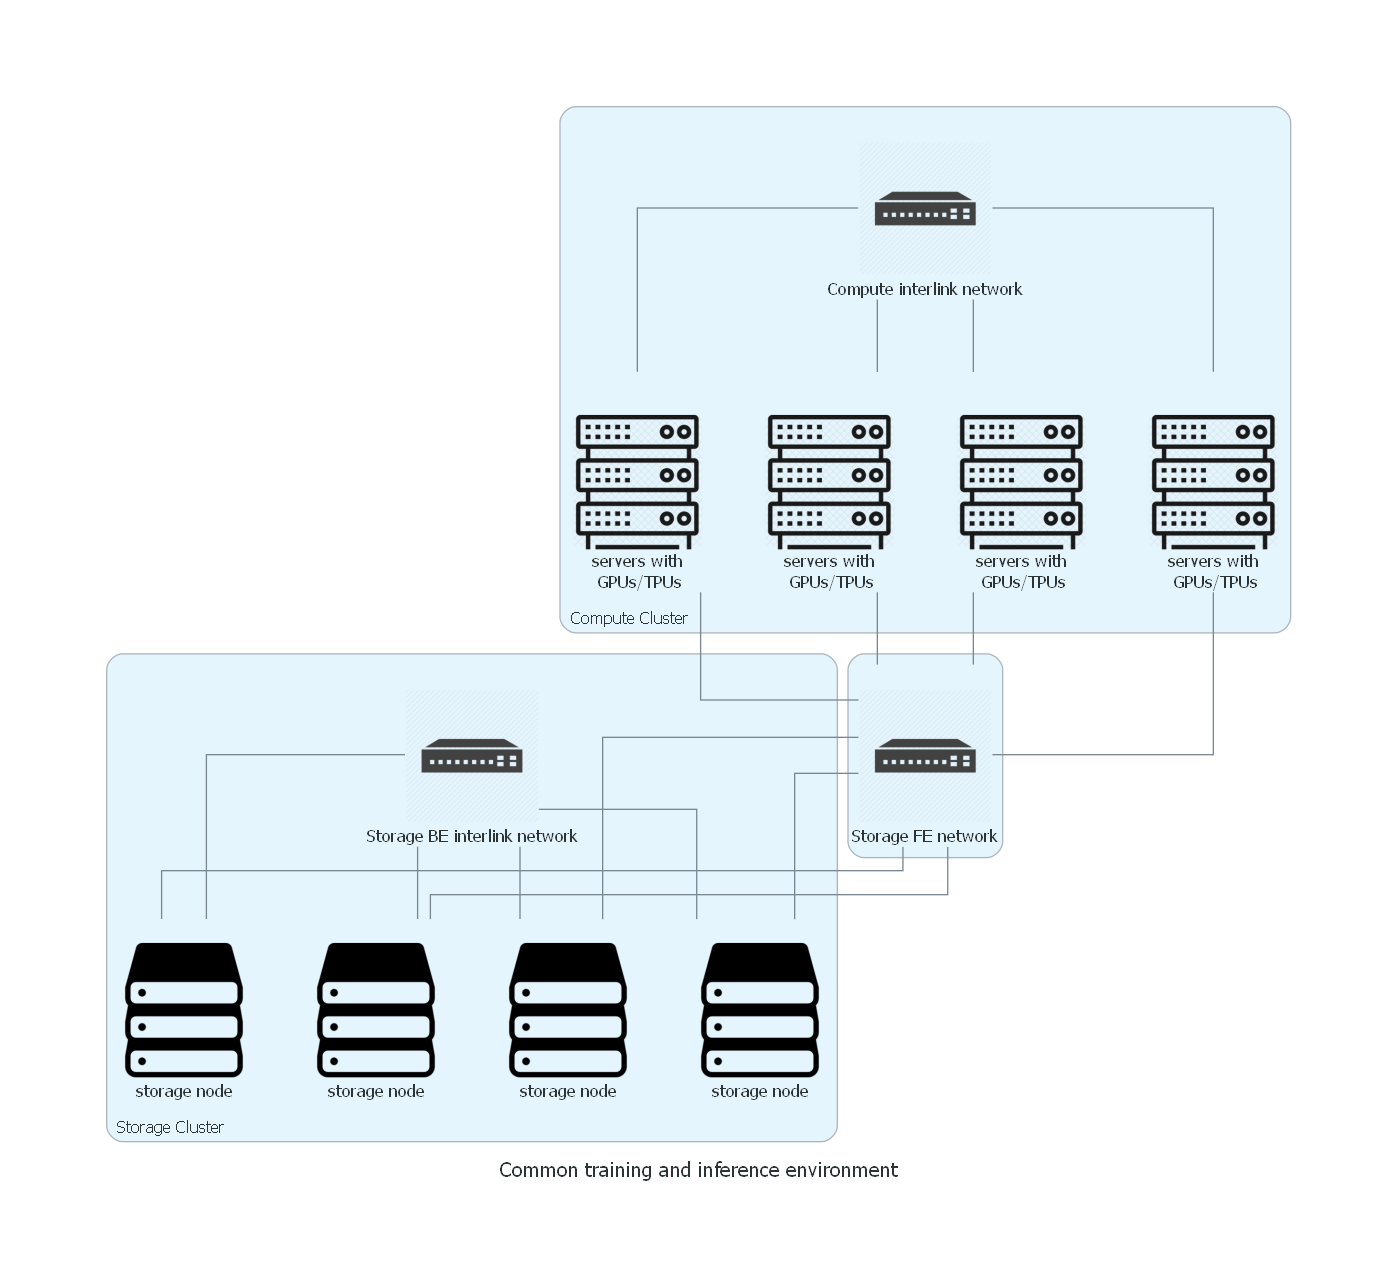 Compute interlink network
servers with
GPUs/TPUs
servers with
GPUs/TPUs
servers with
GPUs/TPUs
servers with
GPUs/TPUs
Compute Cluster
Storage BE interlink network
Storage FE network
storage node
storage node
storage node
storage node
Storage Cluster
Common training and inference environment